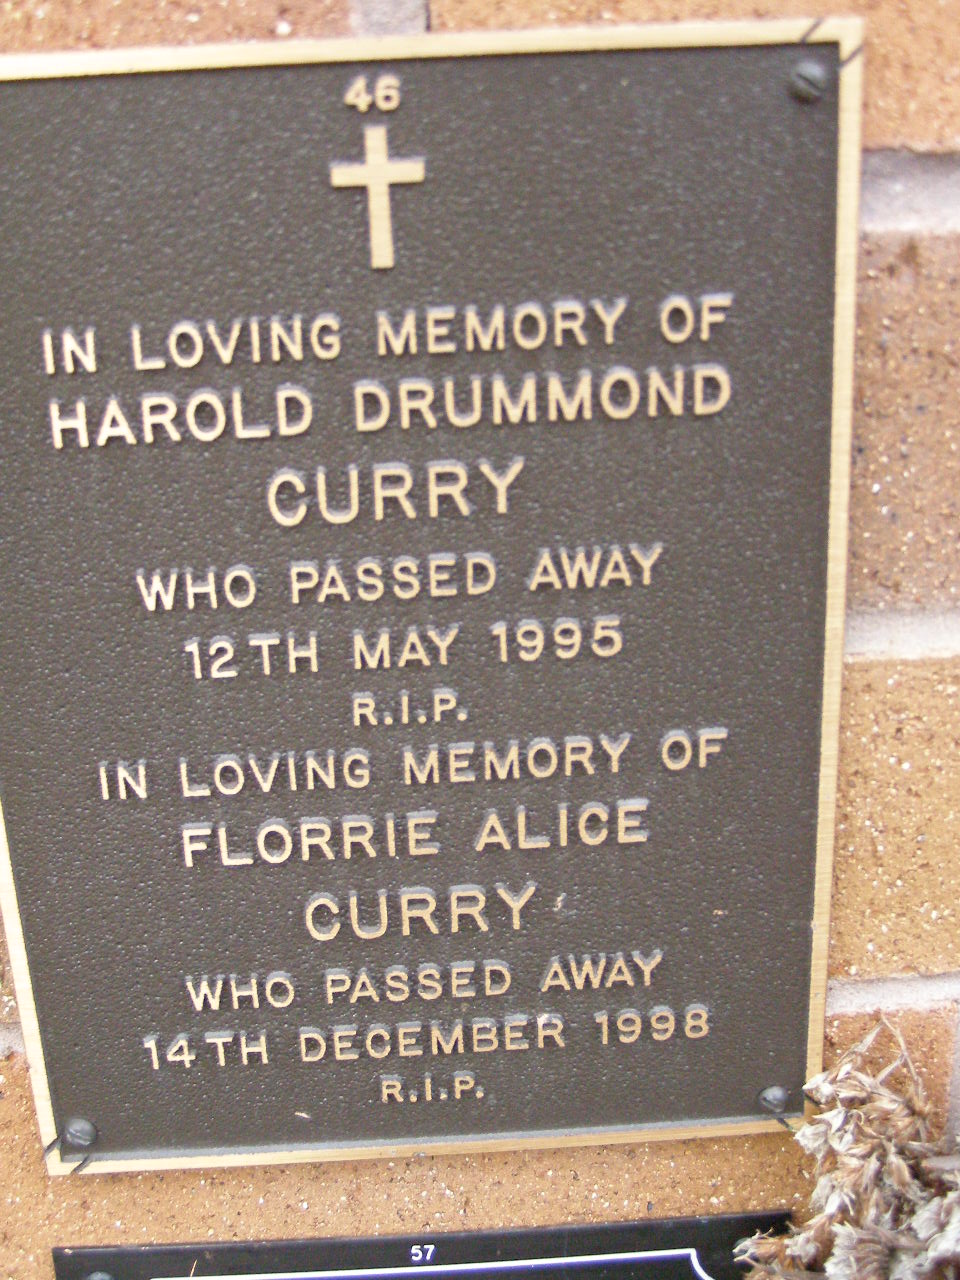 46
IN LOVING MEMORY OF
HAROLD DRUMMOND
CURRY
WHO PASSED AWAY
12TH MAY 1995
R.I.P.
IN LOVING MEMORY OF
FLORRIE ALICE
CURRY
WHO PASSED AWAY
14TH DECEMBER 1998
R.I.P.
57